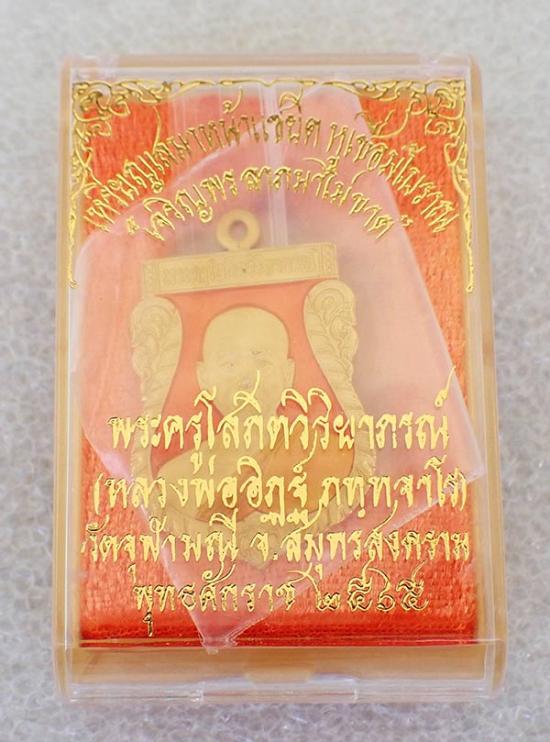 เหรียญเสมาหน้าแซยิด หูเชื่อมโบราณ
"เจริญพร ลาภมาไม่ขาด"
พระครูโสภิตวิริยาภรณ์
(หลวงพ่ออิฏฐ์ ภทฺทจาโร)
วัดจุฬามณี จ.สมุทรสงคราม
พุทธศักราช ๒๕๖๕